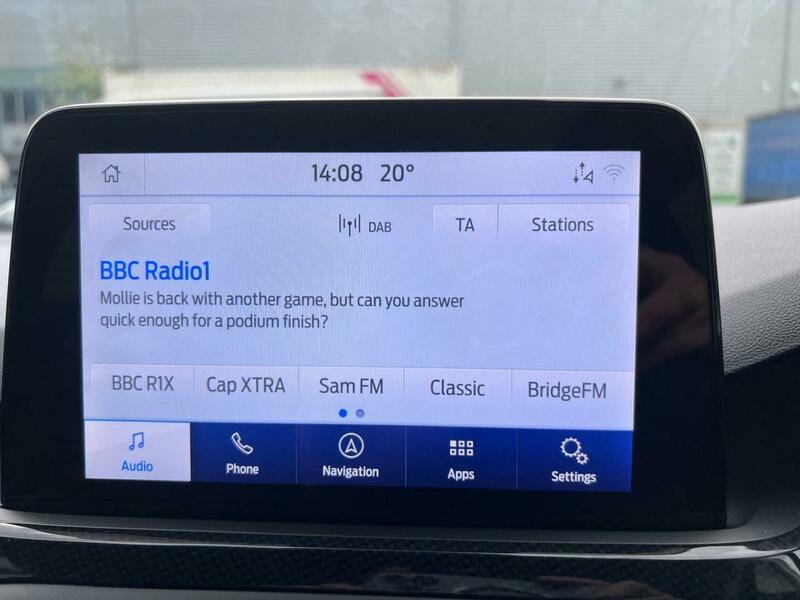 14:08 20°
Sources DAB TA Stations
BBC Radio1
Mollie is back with another game, but can you answer
quick enough for a podium finish?
BBC R1X Cap XTRA Sam FM Classic BridgeFM
Audio Phone Navigation Apps Settings